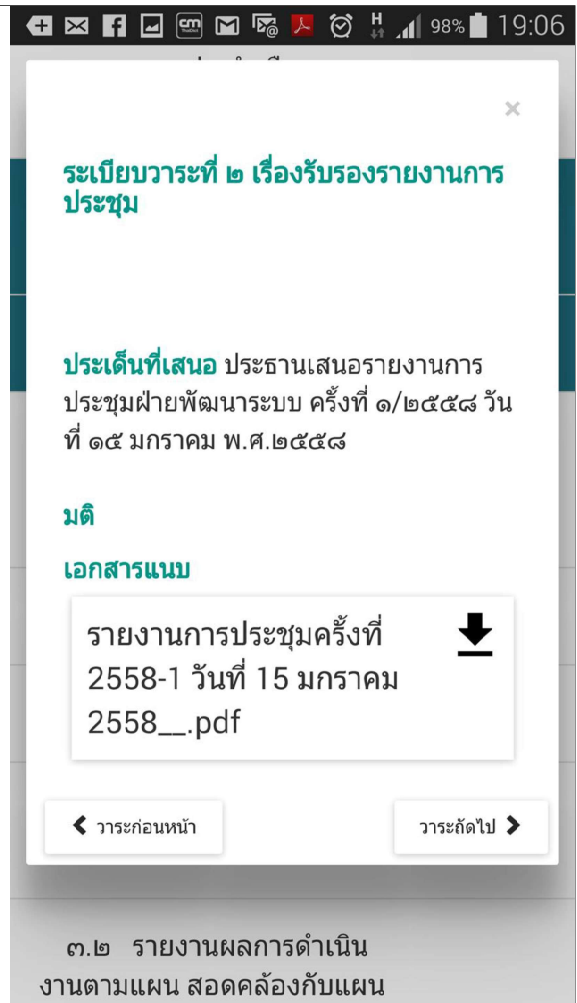 98% 19:06
×
ระเบียบวาระที่ ๒ เรื่องรับรองรายงานการ
ประชุม
ประเด็นที่เสนอ ประธานเสนอรายงานการ
ประชุมฝ่ายพัฒนาระบบ ครั้งที่ ๑/๒๕๕๘ วัน
ที่ ๑๕ มกราคม พ.ศ.๒๕๕๘
มติ
เอกสารแนบ
รายงานการประชุมครั้งที่
2558-1 วันที่ 15 มกราคม
2558__.pdf
วาระก่อนหน้า
วาระถัดไป
๓.๒ รายงานผลการดำเนิน
งานตามแผน สอดคล้องกับแผน